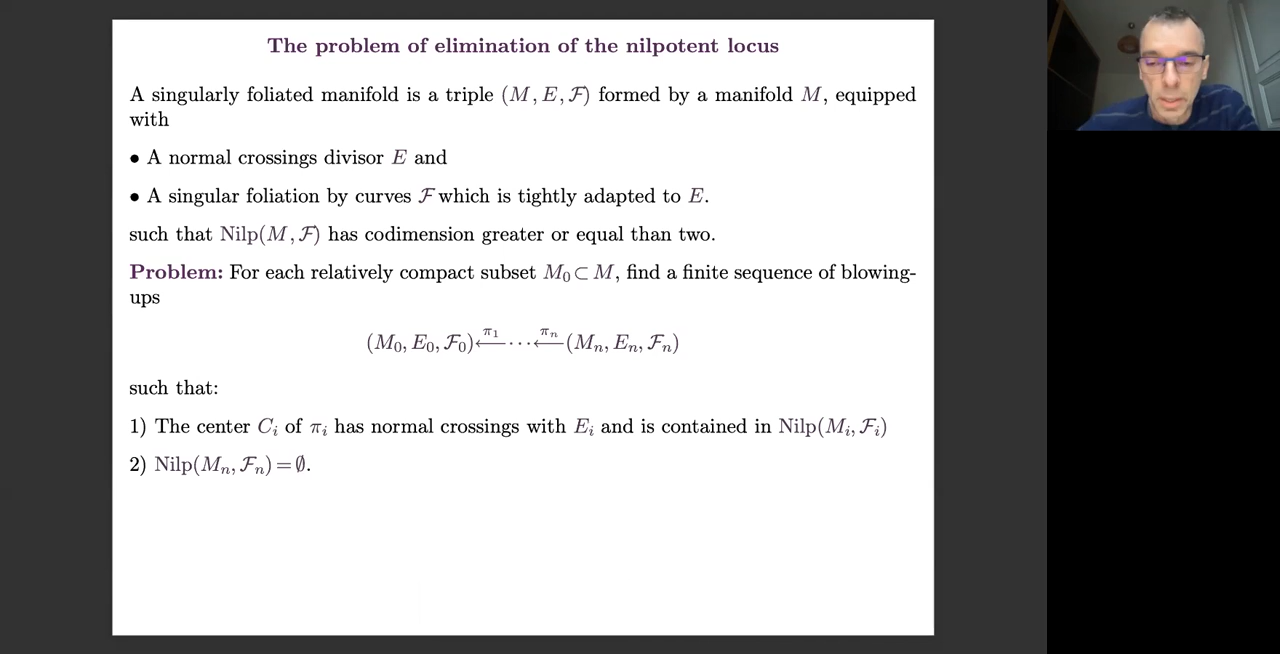 The problem of elimination of the nilpotent locus
A singularly foliated manifold is a triple (M, E, ℱ) formed by a manifold M, equipped
with
• A normal crossings divisor E and
• A singular foliation by curves ℱ which is tightly adapted to E.
such that Nilp(M, ℱ) has codimension greater or equal than two.
Problem: For each relatively compact subset M₀ ⊂ M, find a finite sequence of blowing-
ups
(M₀, E₀, ℱ₀) ←π₁ ⋯ ←πₙ (Mₙ, Eₙ, ℱₙ)
such that:
1) The center Cᵢ of πᵢ has normal crossings with Eᵢ and is contained in Nilp(Mᵢ, ℱᵢ)
2) Nilp(Mₙ, ℱₙ) = ∅.